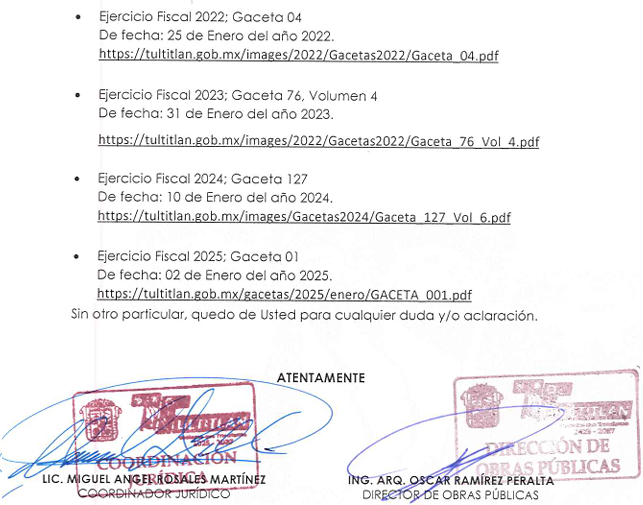 • Ejercicio Fiscal 2022; Gaceta 04
De fecha: 25 de Enero del año 2022.
https://tultitlan.gob.mx/images/2022/Gacetas2022/Gaceta_04.pdf
• Ejercicio Fiscal 2023; Gaceta 76, Volumen 4
De fecha: 31 de Enero del año 2023.
https://tultitlan.gob.mx/images/2022/Gacetas2022/Gaceta_76_Vol_4.pdf
• Ejercicio Fiscal 2024; Gaceta 127
De fecha: 10 de Enero del año 2024.
https://tultitlan.gob.mx/images/Gacetas2024/Gaceta_127_Vol_6.pdf
• Ejercicio Fiscal 2025; Gaceta 01
De fecha: 02 de Enero del año 2025.
https://tultitlan.gob.mx/gacetas/2025/enero/GACETA_001.pdf
Sin otro particular, quedo de Usted para cualquier duda y/o aclaración.
ATENTAMENTE
COORDINACIÓN
JURÍDICA
LIC. MIGUEL ANGEL ROSALES MARTÍNEZ
COORDINADOR JURÍDICO
TULTITLÁN
2025 - 2027
DIRECCIÓN DE
OBRAS PÚBLICAS
ING. ARQ. OSCAR RAMÍREZ PERALTA
DIRECTOR DE OBRAS PÚBLICAS